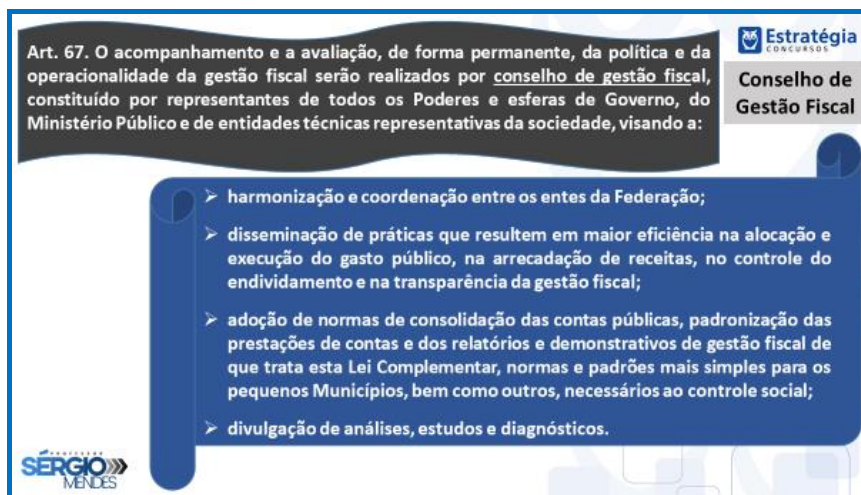 Art. 67. O acompanhamento e a avaliação, de forma permanente, da política e da
operacionalidade da gestão fiscal serão realizados por conselho de gestão fiscal,
constituído por representantes de todos os Poderes e esferas de Governo, do
Ministério Público e de entidades técnicas representativas da sociedade, visando a:
Estratégia
CONCURSOS
Conselho de
Gestão Fiscal
➢ harmonização e coordenação entre os entes da Federação;
➢ disseminação de práticas que resultem em maior eficiência na alocação e
execução do gasto público, na arrecadação de receitas, no controle do
endividamento e na transparência da gestão fiscal;
➢ adoção de normas de consolidação das contas públicas, padronização das
prestações de contas e dos relatórios e demonstrativos de gestão fiscal de
que trata esta Lei Complementar, normas e padrões mais simples para os
pequenos Municípios, bem como outros, necessários ao controle social;
➢ divulgação de análises, estudos e diagnósticos.
PROFESSOR
SÉRGIO
MENDES